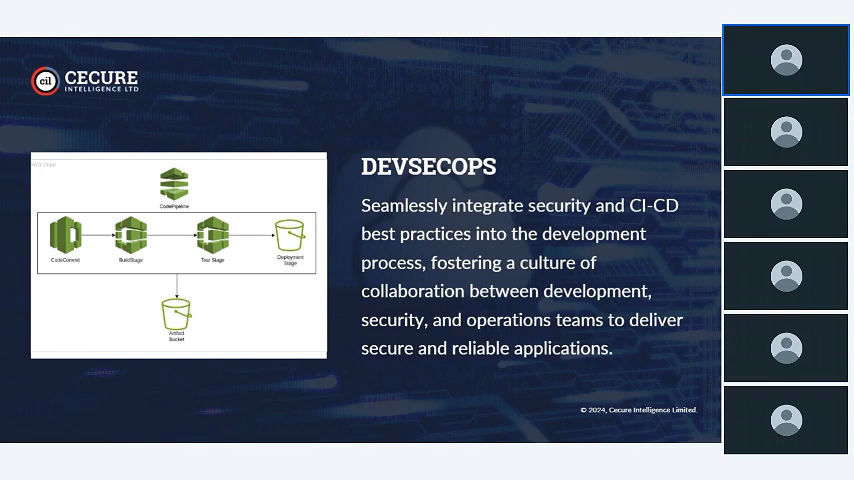 cil CECURE
INTELLIGENCE LTD
AWS Cloud
CodePipeline
CodeCommit
BuildStage
Test Stage
Deployment
Stage
Artifact
Bucket
DEVSECOPS
Seamlessly integrate security and CI-CD
best practices into the development
process, fostering a culture of
collaboration between development,
security, and operations teams to deliver
secure and reliable applications.
© 2024, Cecure Intelligence Limited.